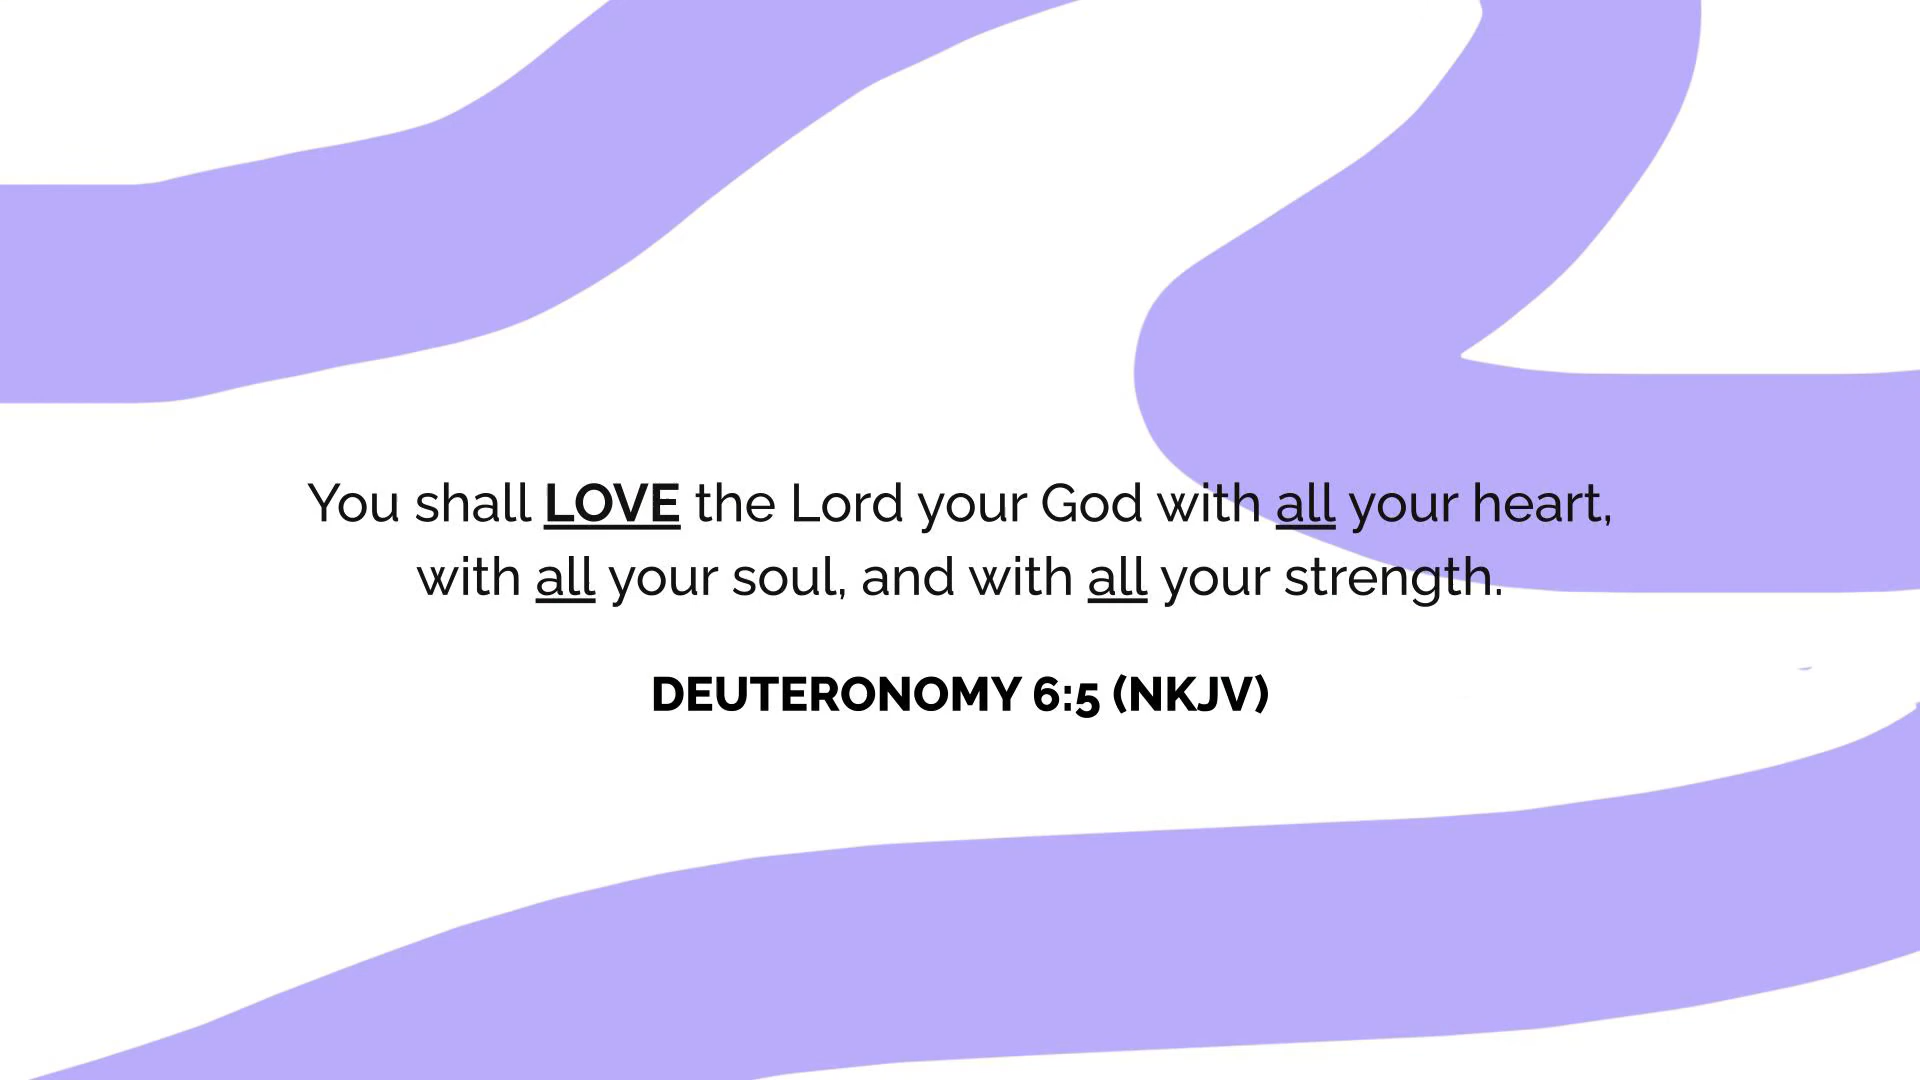 You shall LOVE the Lord your God with all your heart,
with all your soul, and with all your strength.
DEUTERONOMY 6:5 (NKJV)